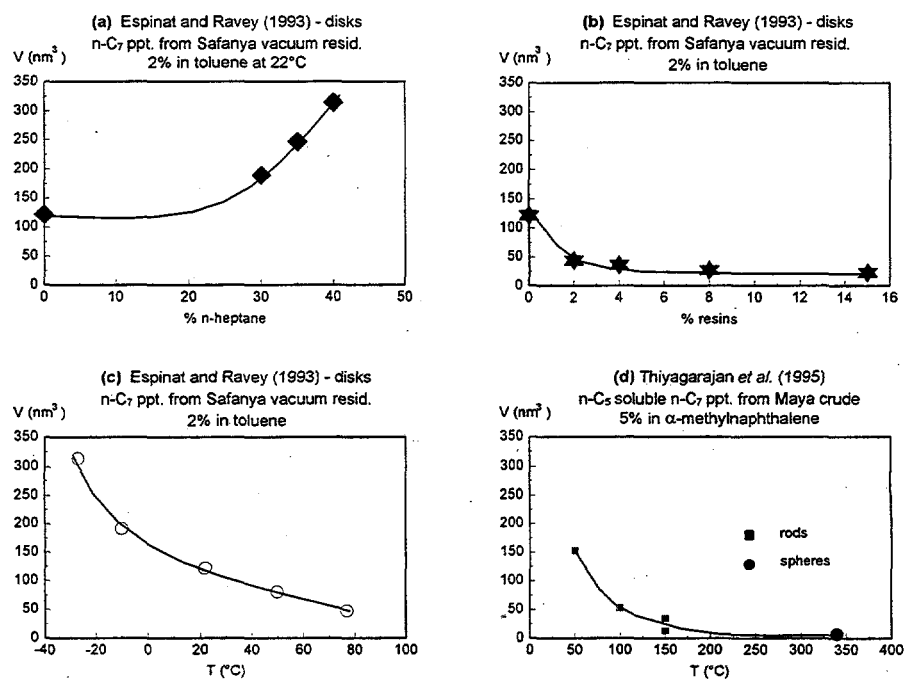 (a) Espinat and Ravey (1993) - disks
n-C₇ ppt. from Safanya vacuum resid.
2% in toluene at 22°C
V (nm³)
350
300
250
200
150
100
50
0
0 10 20 30 40 50
% n-heptane
(b) Espinat and Ravey (1993) - disks
n-C₇ ppt. from Safanya vacuum resid.
2% in toluene
V (nm³)
350
300
250
200
150
100
50
0
0 2 4 6 8 10 12 14 16
% resins
(c) Espinat and Ravey (1993) - disks
n-C₇ ppt. from Safanya vacuum resid.
2% in toluene
V (nm³)
350
300
250
200
150
100
50
0
-40 -20 0 20 40 60 80 100
T (°C)
(d) Thiyagarajan et al. (1995)
n-C₅ soluble n-C₇ ppt. from Maya crude
5% in α-methylnaphthalene
V (nm³)
350
300
250
200
150
100
50
0
rods
spheres
0 50 100 150 200 250 300 350 400
T (°C)